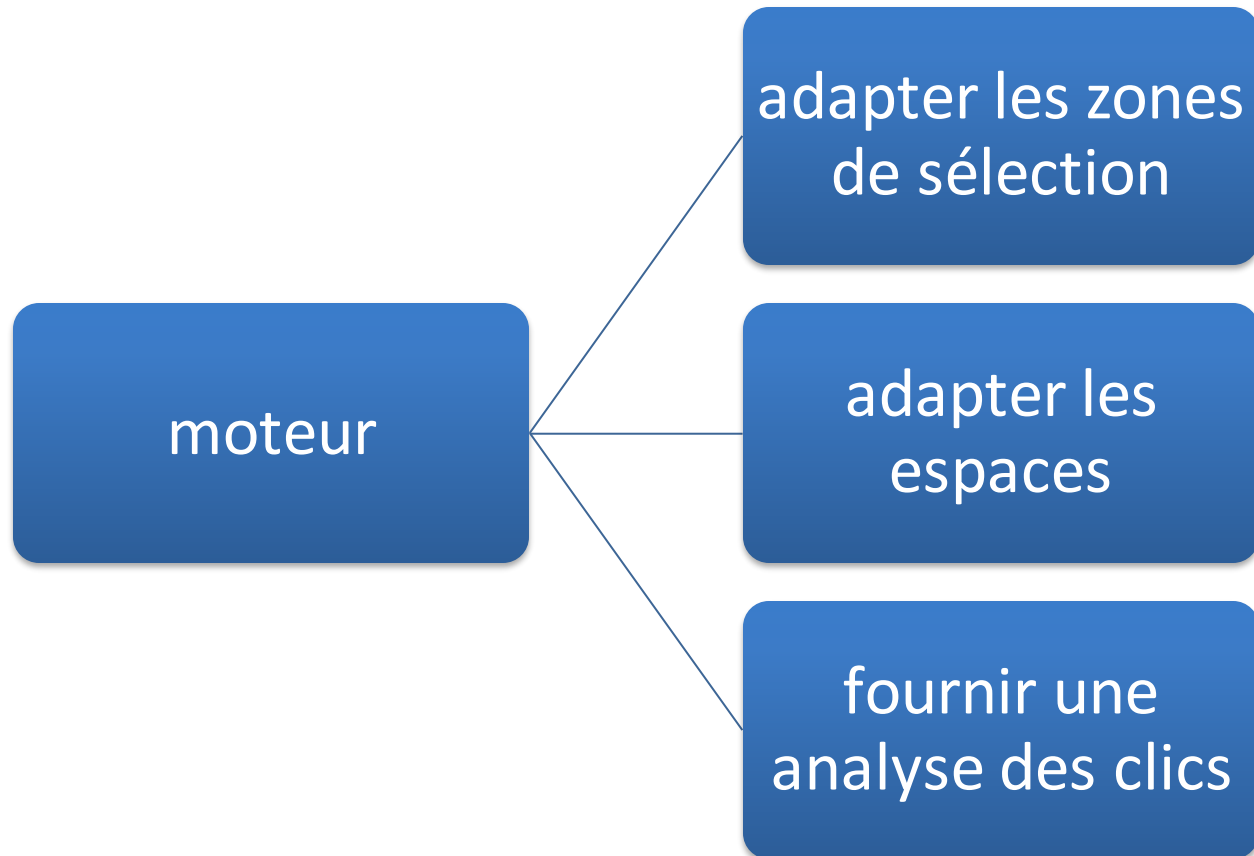 moteur
adapter les zones
de sélection
adapter les
espaces
fournir une
analyse des clics